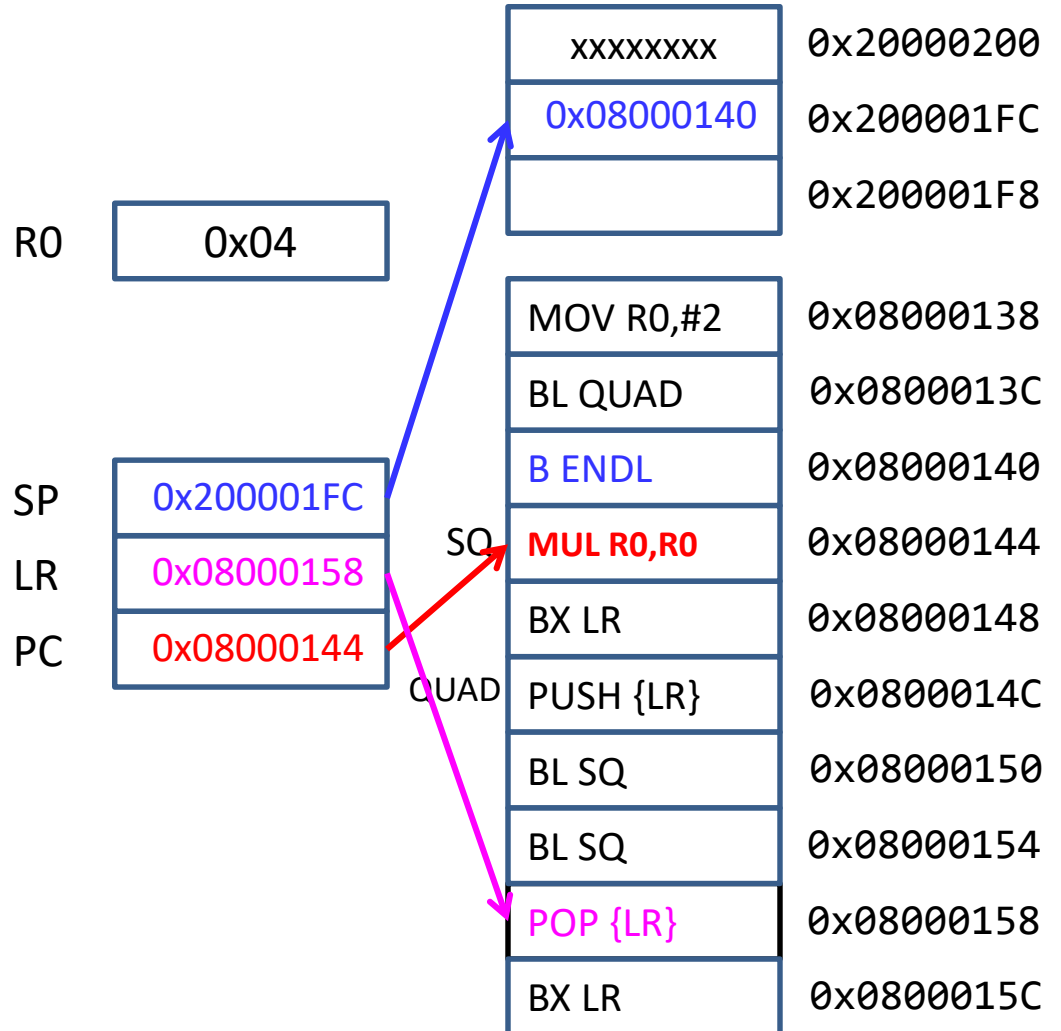 xxxxxxxx 0x20000200
0x08000140 0x200001FC
0x200001F8
R0 0x04
MOV R0,#2 0x08000138
BL QUAD 0x0800013C
SP 0x200001FC B ENDL 0x08000140
LR 0x08000158 SQ MUL R0,R0 0x08000144
PC 0x08000144 BX LR 0x08000148
QUAD PUSH {LR} 0x0800014C
BL SQ 0x08000150
BL SQ 0x08000154
POP {LR} 0x08000158
BX LR 0x0800015C